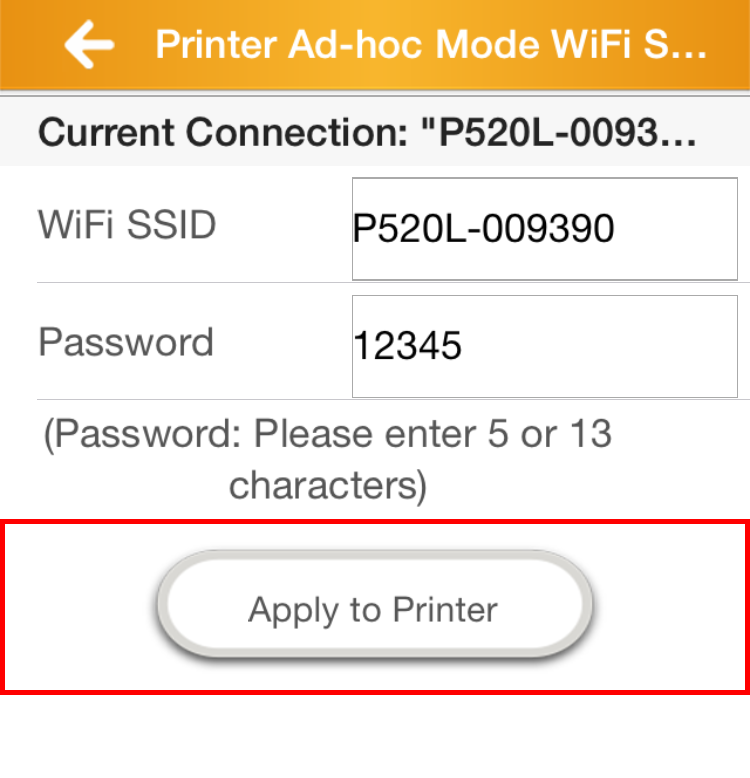 Printer Ad-hoc Mode WiFi S...
Current Connection: "P520L-0093...
WiFi SSID
P520L-009390
Password
12345
(Password: Please enter 5 or 13
characters)
Apply to Printer